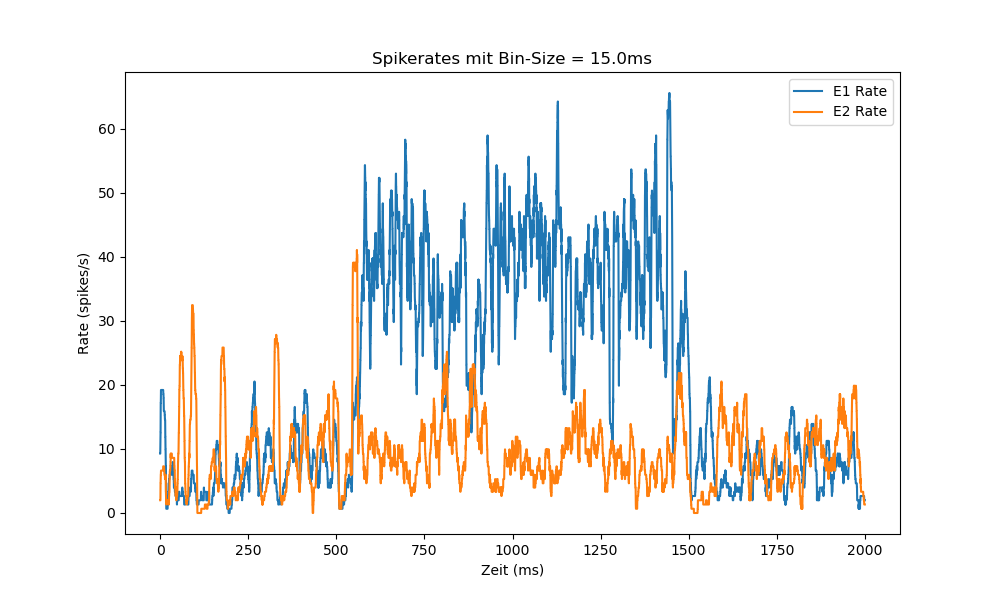 Spikerates mit Bin-Size = 15.0ms
E1 Rate
E2 Rate
Rate (spikes/s)
60
50
40
30
20
10
0
0 250 500 750 1000 1250 1500 1750 2000
Zeit (ms)